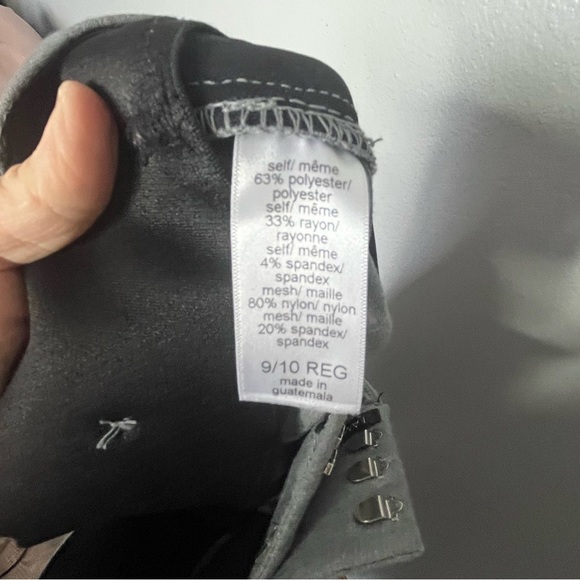 self/ même
63% polyester/
polyester
self/ même
33% rayon/
rayonne
self/ même
4% spandex/
spandex
mesh/ maille
80% nylon/ nylon
mesh/ maille
20% spandex/
spandex
9/10 REG
made in
guatemala